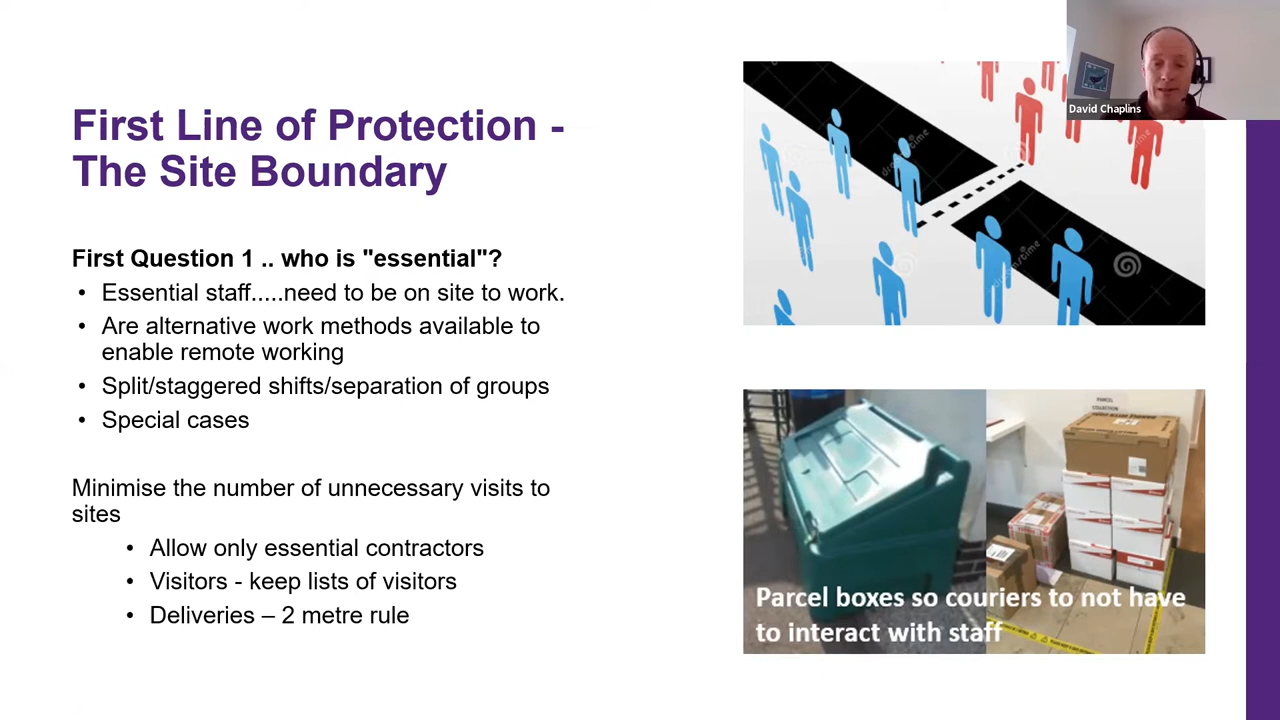 First Line of Protection -
The Site Boundary
First Question 1 .. who is "essential"?
• Essential staff.....need to be on site to work.
• Are alternative work methods available to
enable remote working
• Split/staggered shifts/separation of groups
• Special cases
Minimise the number of unnecessary visits to
sites
• Allow only essential contractors
• Visitors - keep lists of visitors
• Deliveries – 2 metre rule
David Chaplins
PARCEL
COLLECTION
Parcel boxes so couriers to not have
to interact with staff